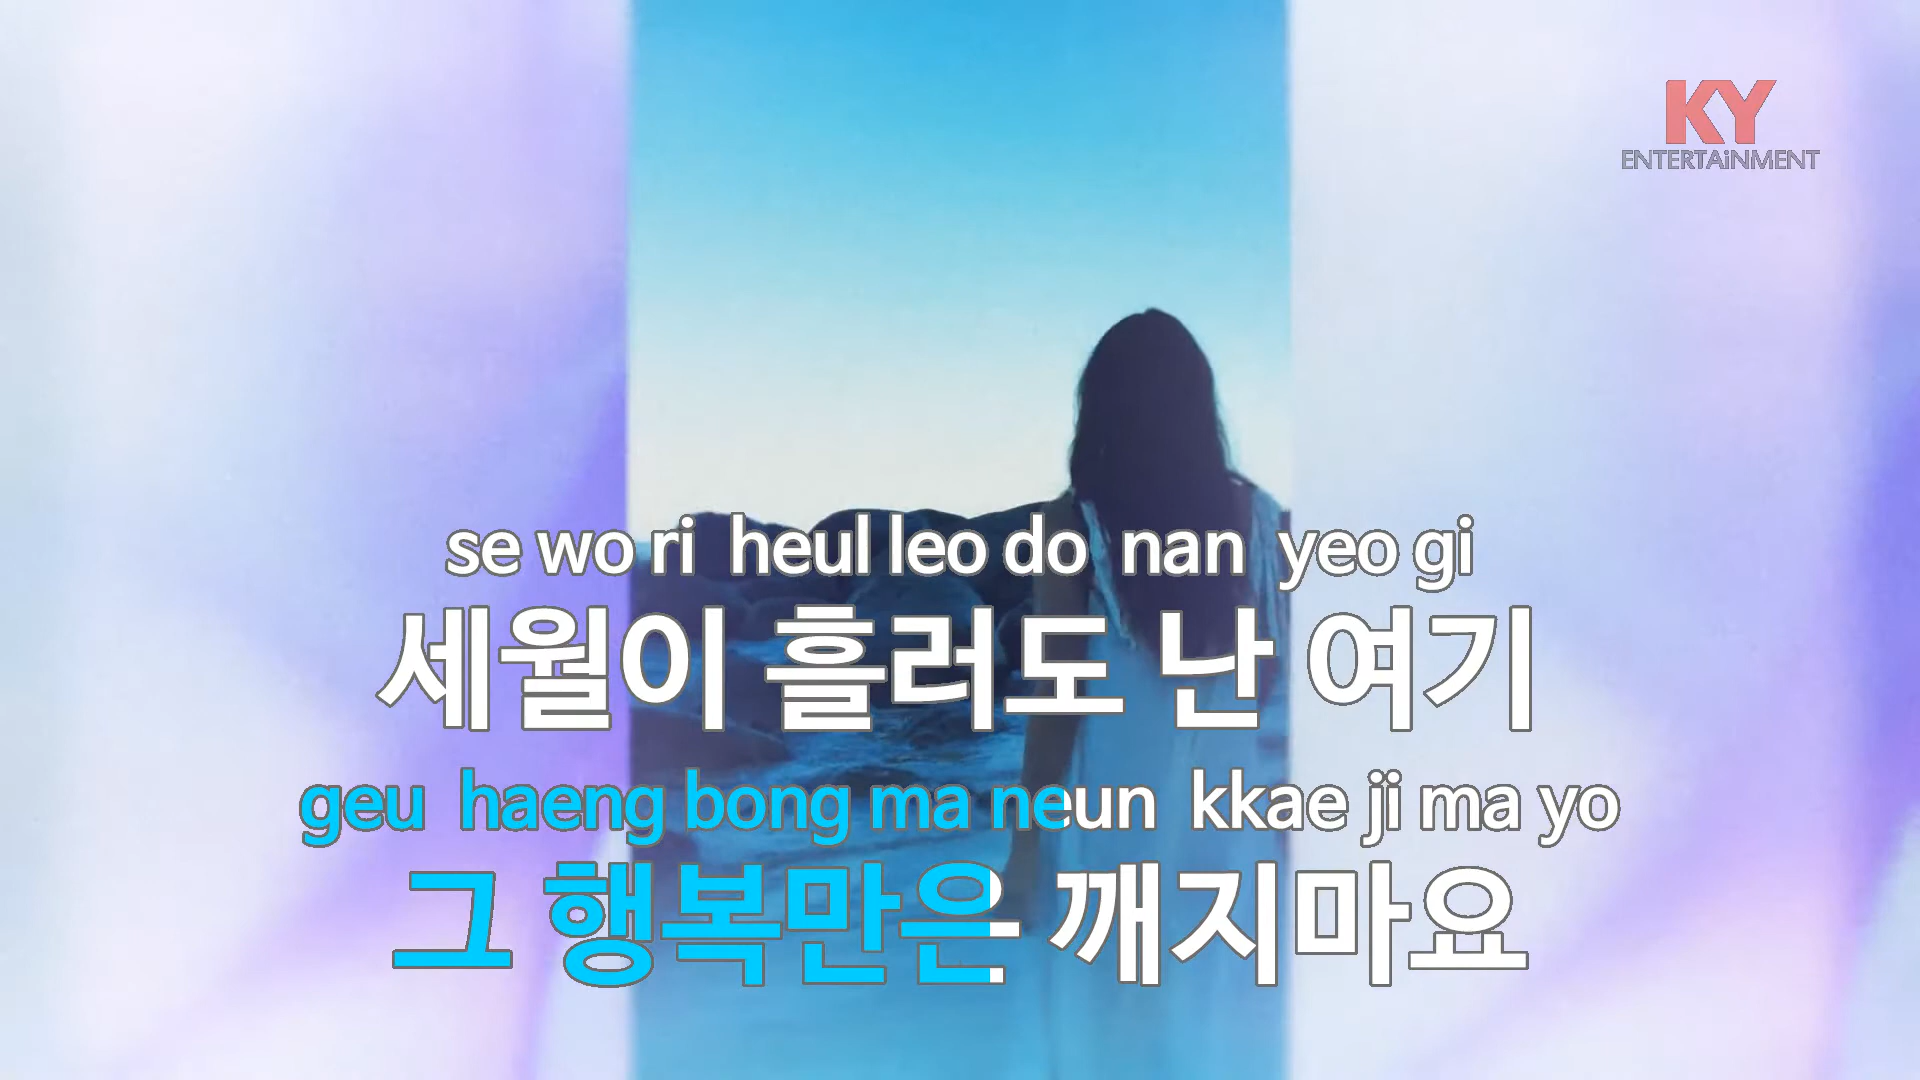 KY
ENTERTAiNMENT
se wo ri heul leo do nan yeo gi
세월이 흘러도 난 여기
geu haeng bong ma neun kkae ji ma yo
그 행복만은 깨지마요